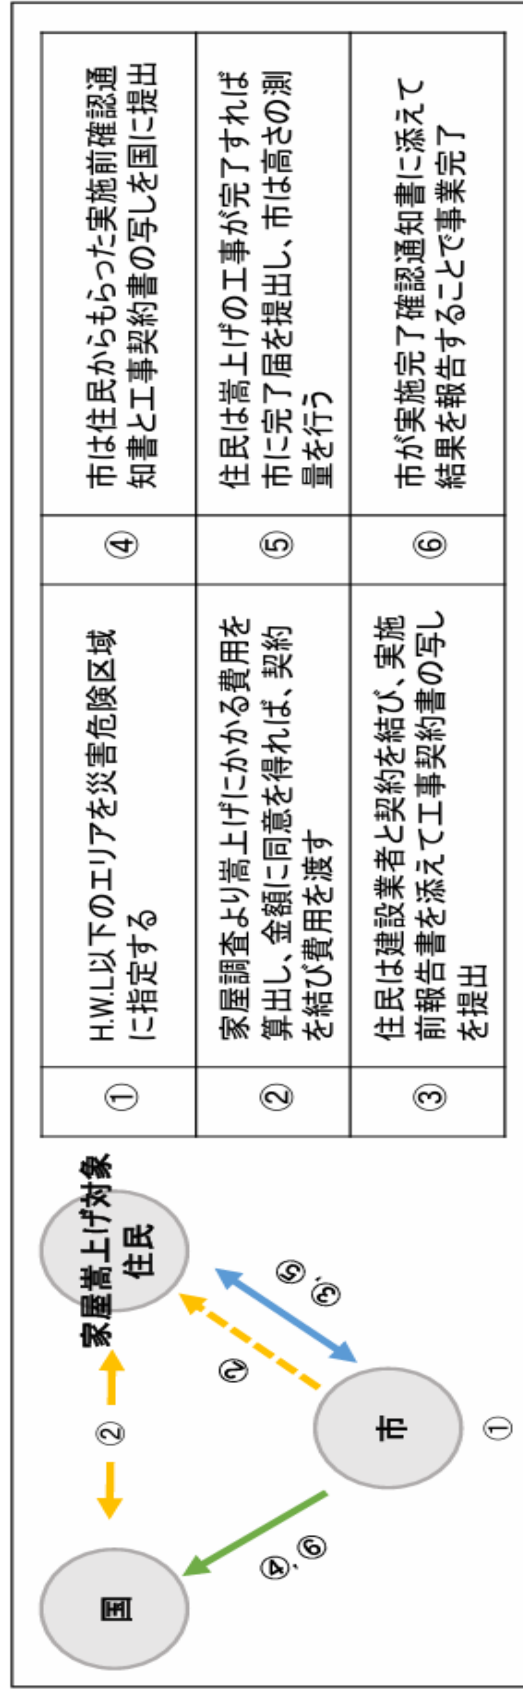 国
②
家屋嵩上げ対象
住民
②
③、⑤
④、⑥
市
①
①
H.W.L以下のエリアを災害危険区域
に指定する
④
市は住民からもらった実施前確認通
知書と工事契約書の写しを国に提出
②
家屋調査より嵩上げにかかる費用を
算出し、金額に同意を得れば、契約
を結び費用を渡す
⑤
住民は嵩上げの工事が完了すれば
市に完了届を提出し、市は高さの測
量を行う
③
住民は建設業者と契約を結び、実施
前報告書を添えて工事契約書の写し
を提出
⑥
市が実施完了確認通知書に添えて
結果を報告することで事業完了